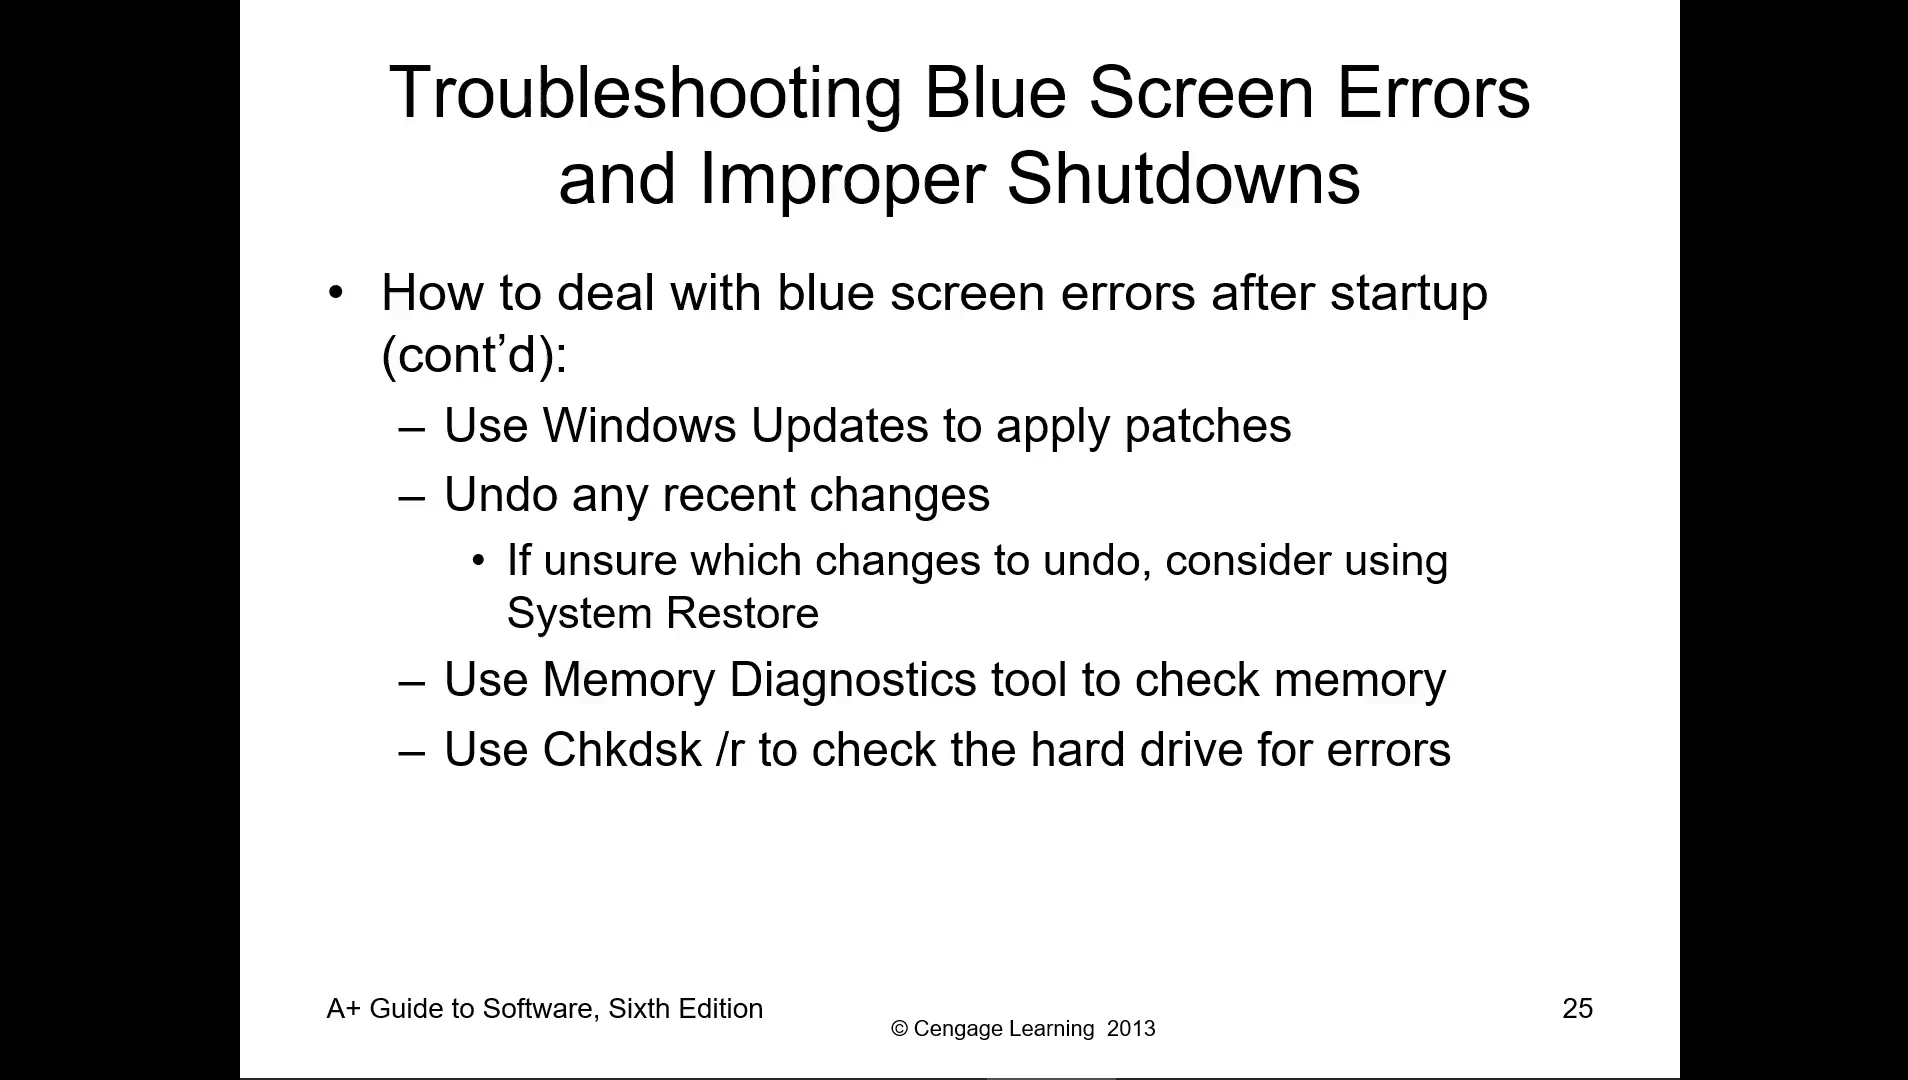 Troubleshooting Blue Screen Errors
and Improper Shutdowns
• How to deal with blue screen errors after startup
(cont’d):
– Use Windows Updates to apply patches
– Undo any recent changes
• If unsure which changes to undo, consider using
System Restore
– Use Memory Diagnostics tool to check memory
– Use Chkdsk /r to check the hard drive for errors
A+ Guide to Software, Sixth Edition
© Cengage Learning 2013
25